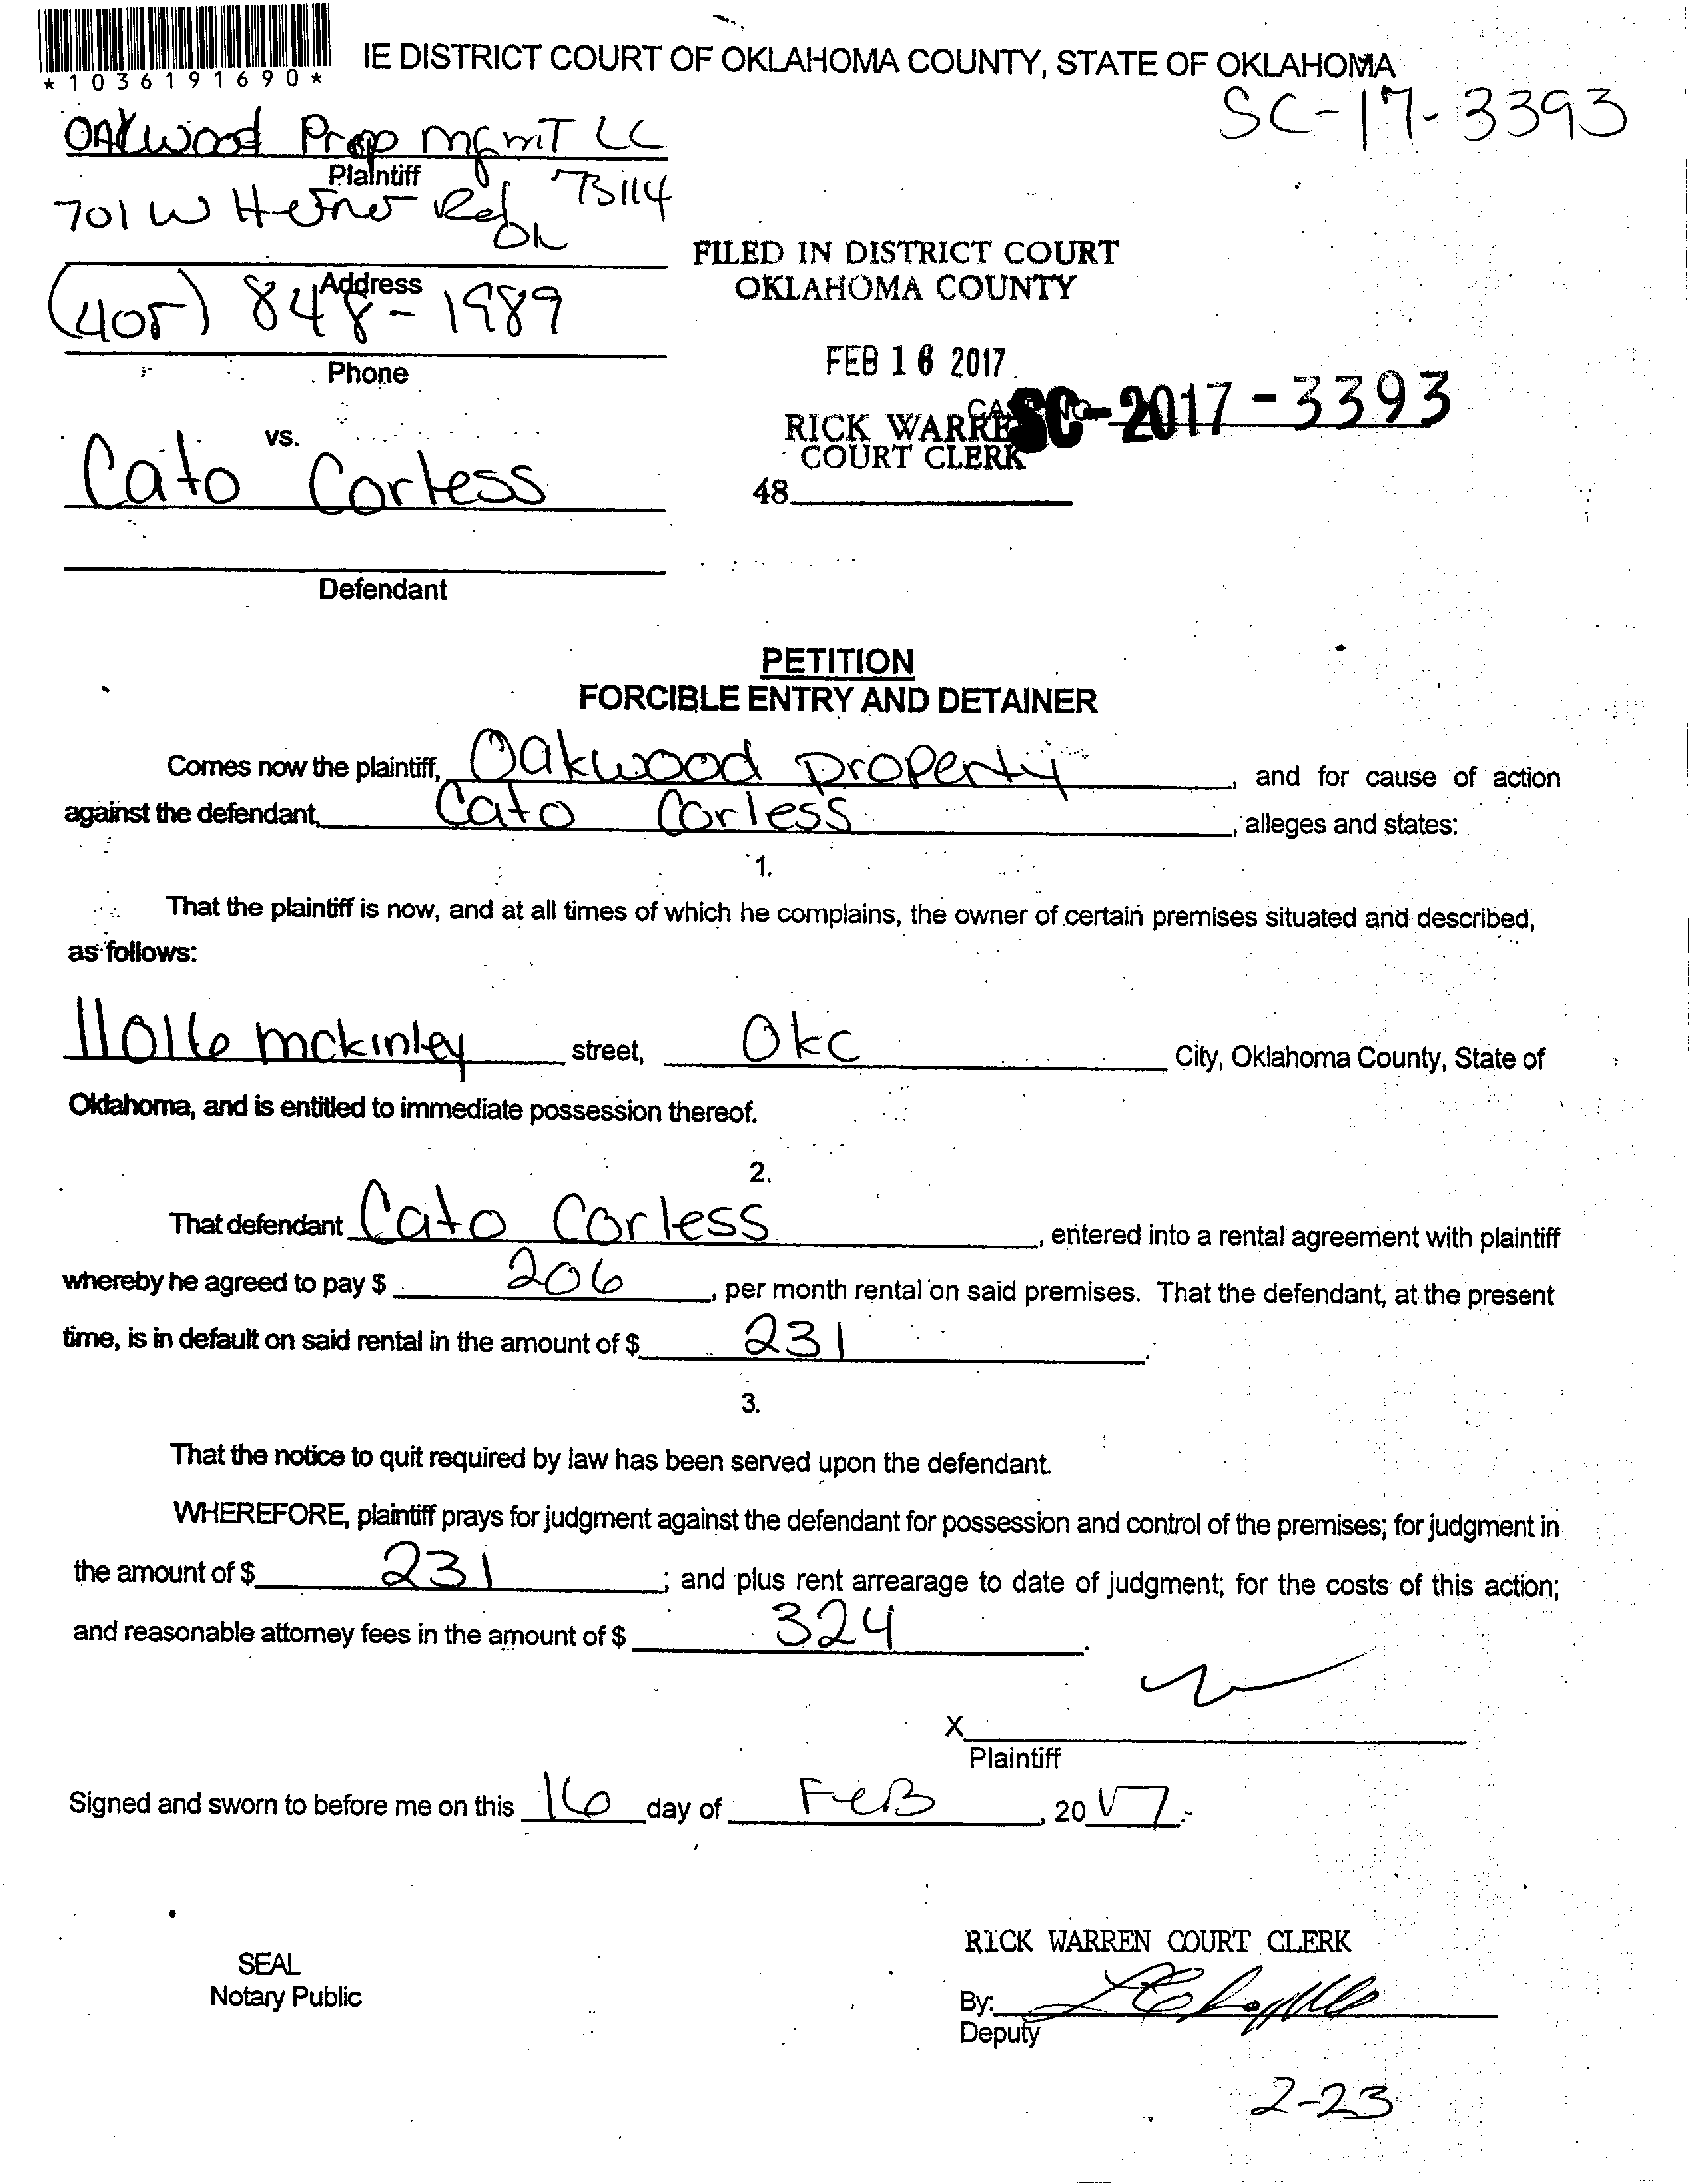 *1036191690*
IE DISTRICT COURT OF OKLAHOMA COUNTY, STATE OF OKLAHOMA
SC-17-3393
Oakwood Prop mgmT LC
Plaintiff
701 W Hefner Rd 73114
Ok
Address
(405) 848-1989
Phone
FILED IN DISTRICT COURT
OKLAHOMA COUNTY
FEB 16 2017
SC-2017-3393
RICK WARREN
COURT CLERK
48
vs.
Cato Corless
Defendant
PETITION
FORCIBLE ENTRY AND DETAINER
Comes now the plaintiff, Oakwood property, and for cause of action
against the defendant, Cato Corless, alleges and states:
1.
That the plaintiff is now, and at all times of which he complains, the owner of certain premises situated and described,
as follows:
11016 mckinley street, Okc City, Oklahoma County, State of
Oklahoma, and is entitled to immediate possession thereof.
2.
That defendant Cato Corless, entered into a rental agreement with plaintiff
whereby he agreed to pay $ 206, per month rental on said premises. That the defendant, at the present
time, is in default on said rental in the amount of $ 231.
3.
That the notice to quit required by law has been served upon the defendant.
WHEREFORE, plaintiff prays for judgment against the defendant for possession and control of the premises; for judgment in
the amount of $ 231; and plus rent arrearage to date of judgment; for the costs of this action;
and reasonable attorney fees in the amount of $ 324.
X
Plaintiff
Signed and sworn to before me on this 16 day of FeB, 20 17.
SEAL
Notary Public
RICK WARREN COURT CLERK
By:
Deputy
2-23